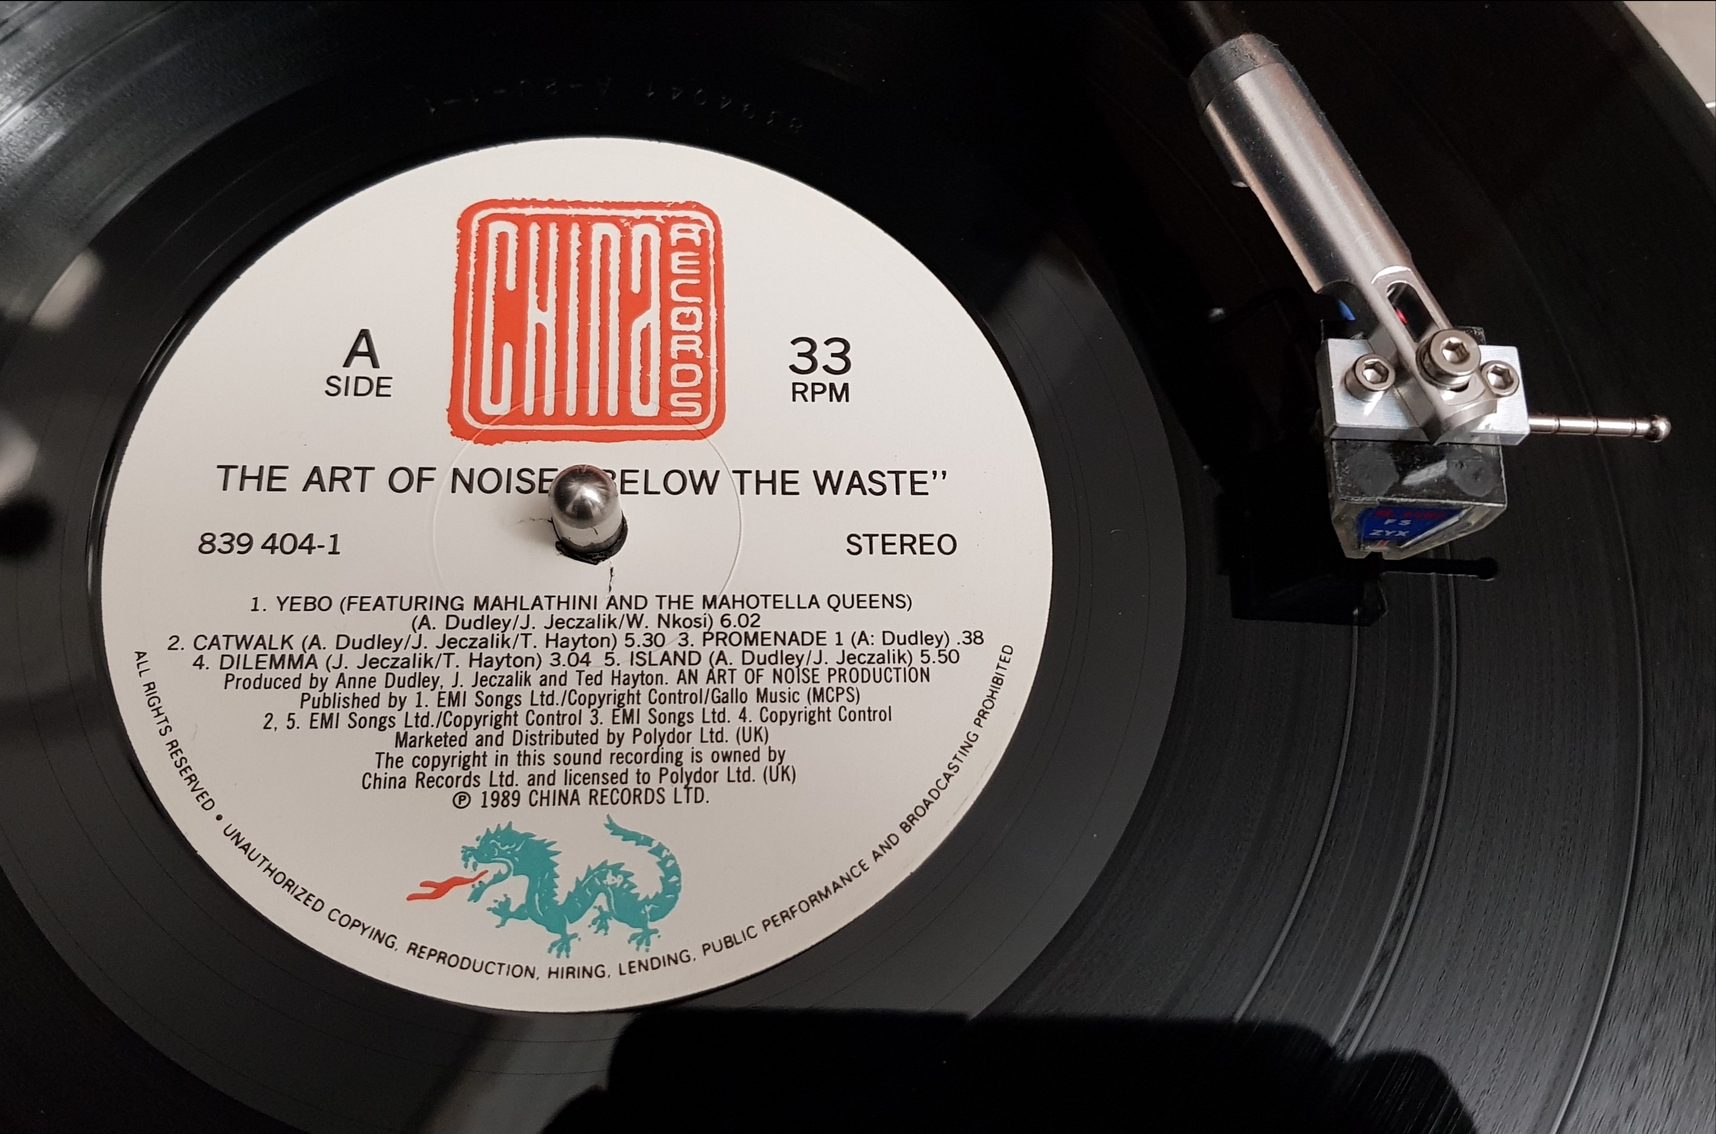 CHINA RECORDS
A
SIDE
33
RPM
THE ART OF NOISE BELOW THE WASTE”
839 404-1
STEREO
1. YEBO (FEATURING MAHLATHINI AND THE MAHOTELLA QUEENS)
(A. Dudley/J. Jeczalik/W. Nkosi) 6.02
2. CATWALK (A. Dudley/J. Jeczalik/T. Hayton) 5.30 3. PROMENADE 1 (A: Dudley) .38
4. DILEMMA (J. Jeczalik/T. Hayton) 3.04 5. ISLAND (A. Dudley/J. Jeczalik) 5.50
Produced by Anne Dudley, J. Jeczalik and Ted Hayton. AN ART OF NOISE PRODUCTION
Published by 1. EMI Songs Ltd./Copyright Control/Gallo Music (MCPS)
2, 5. EMI Songs Ltd./Copyright Control 3. EMI Songs Ltd. 4. Copyright Control
Marketed and Distributed by Polydor Ltd. (UK)
The copyright in this sound recording is owned by
China Records Ltd. and licensed to Polydor Ltd. (UK)
℗ 1989 CHINA RECORDS LTD.
ALL RIGHTS RESERVED • UNAUTHORIZED COPYING, REPRODUCTION, HIRING, LENDING, PUBLIC PERFORMANCE AND BROADCASTING PROHIBITED
FS
ZYX